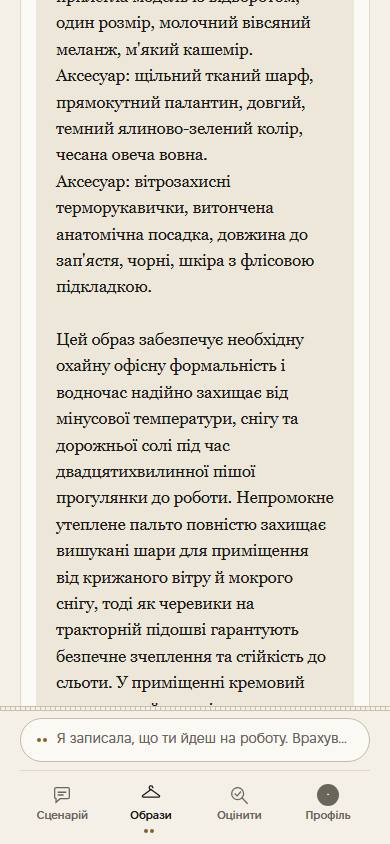 один розмір, молочний вівсяний
меланж, м'який кашемір.
Аксесуар: щільний тканий шарф,
прямокутний палантин, довгий,
темний ялиново-зелений колір,
чесана овеча вовна.
Аксесуар: вітрозахисні
терморукавички, витончена
анатомічна посадка, довжина до
зап'ястя, чорні, шкіра з флісовою
підкладкою.
Цей образ забезпечує необхідну
охайну офісну формальність і
водночас надійно захищає від
мінусової температури, снігу та
дорожньої солі під час
двадцятихвилинної пішої
прогулянки до роботи. Непромокне
утеплене пальто повністю захищає
вишукані шари для приміщення
від крижаного вітру й мокрого
снігу, тоді як черевики на
тракторній підошві гарантують
безпечне зчеплення та стійкість до
сльоти. У приміщенні кремовий
Я записала, що ти йдеш на роботу. Врахув...
Сценарій
Образи
Оцінити
Профіль